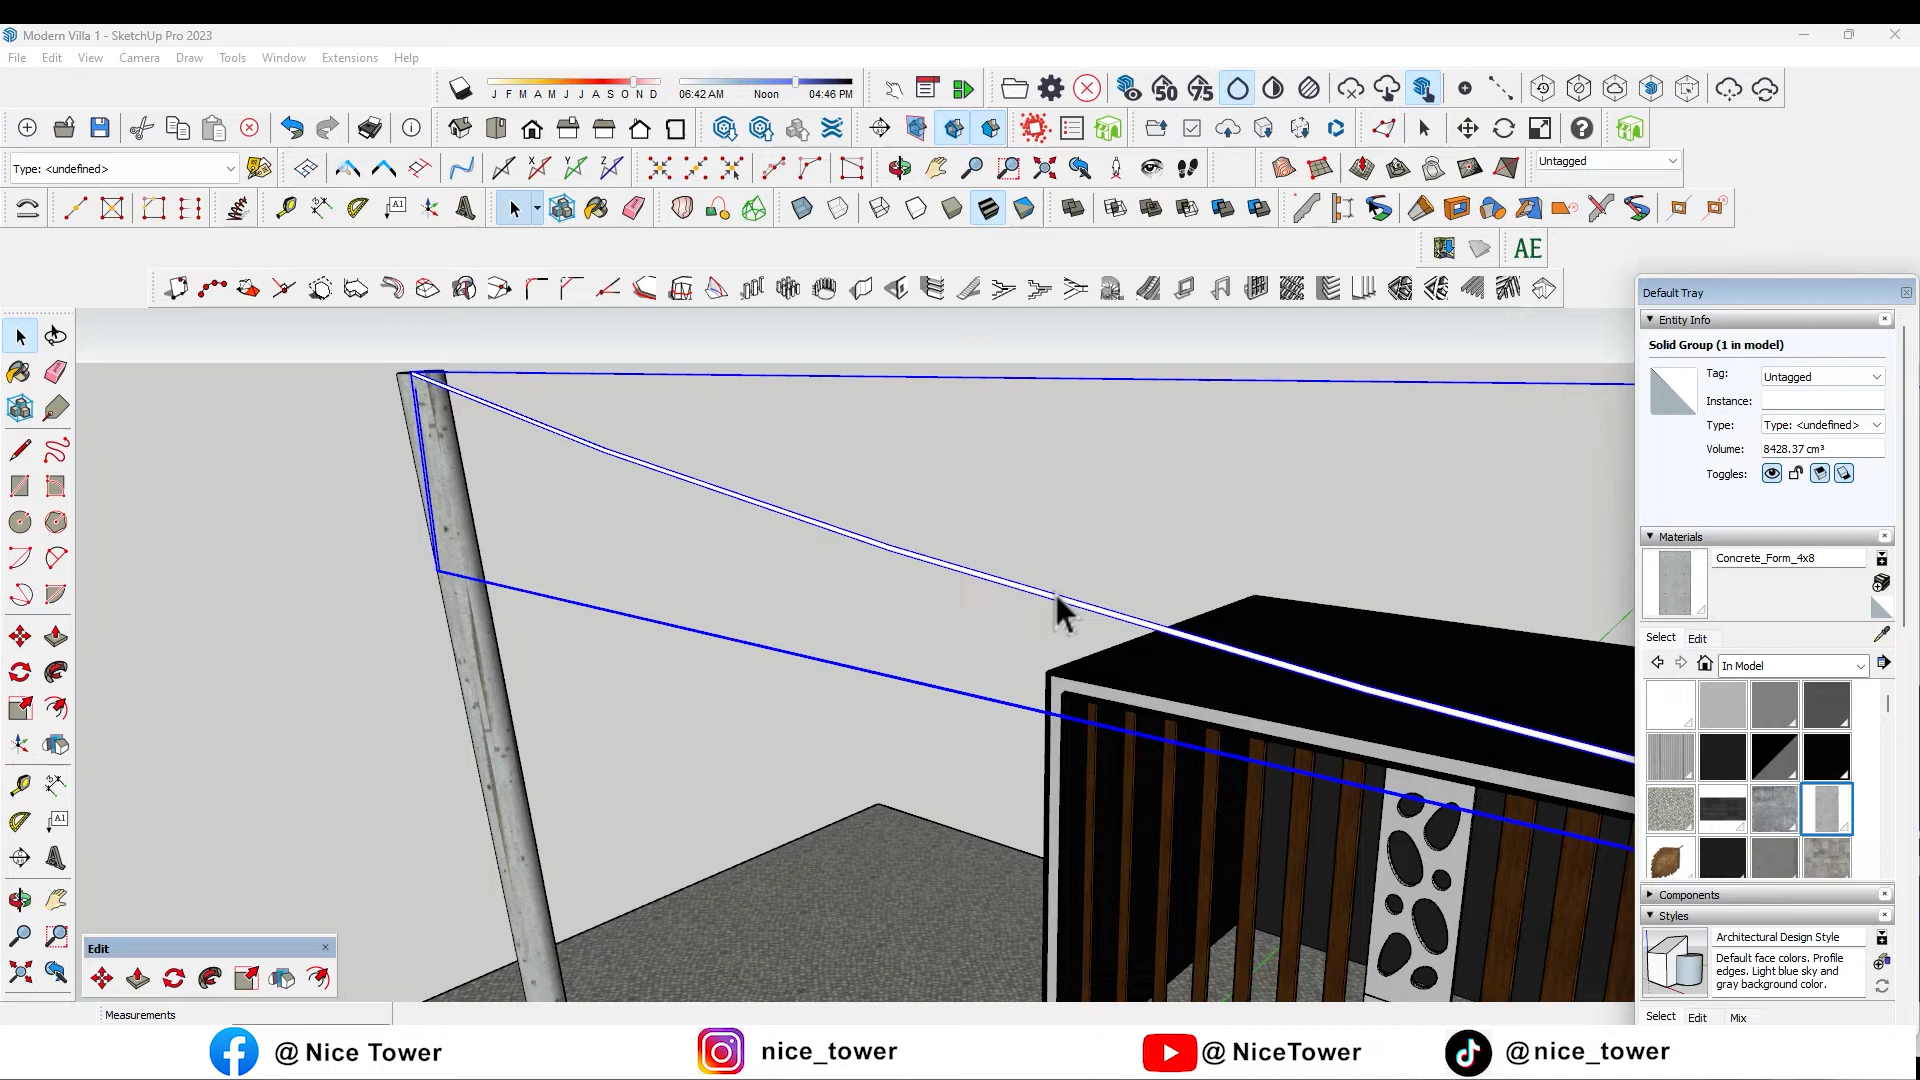 Modern Villa 1 - SketchUp Pro 2023
File Edit View Camera Draw Tools Window Extensions Help
J F M A M J J A S O N D
06:42 AM Noon 04:46 PM
50
75
Type: <undefined>
Untagged
A1
AE
Default Tray
Entity Info
Solid Group (1 in model)
Tag: Untagged
Instance:
Type: Type: <undefined>
Volume: 8428.37 cm³
Toggles:
Materials
Concrete_Form_4x8
Select Edit
In Model
Components
Styles
Architectural Design Style
Default face colors. Profile
edges. Light blue sky and
gray background color.
Select Edit Mix
A1
Edit
Measurements
@ Nice Tower
nice_tower
@ NiceTower
@nice_tower